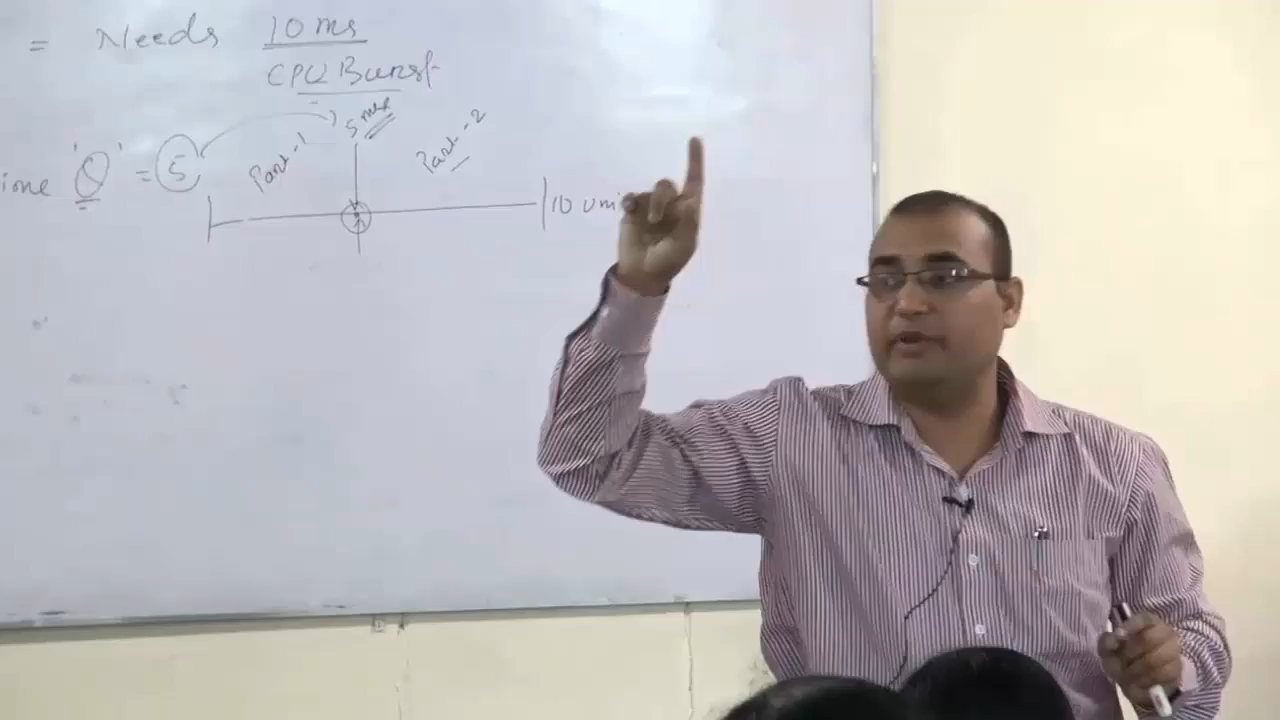 = Needs 10 ms
CPU Burst
5 ms
Part-1
Part-2
ime 'Q' = 5
10 uni